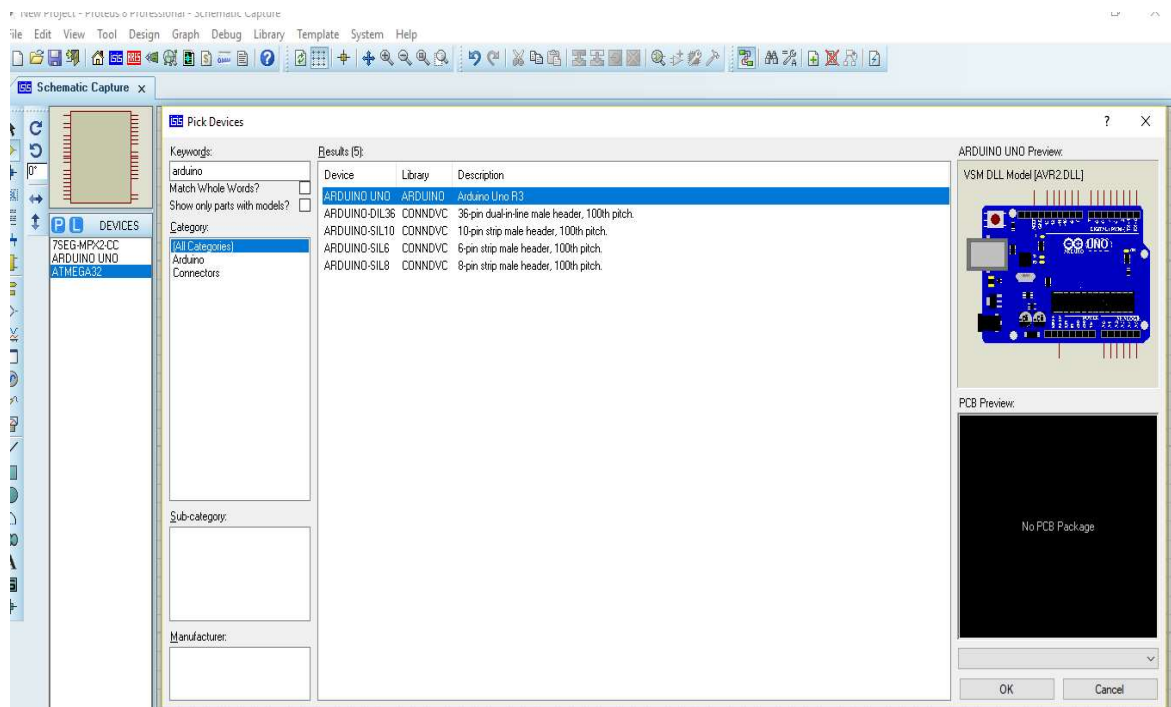 New Project - Proteus 8 Professional - Schematic Capture
File Edit View Tool Design Graph Debug Library Template System Help
Schematic Capture x
ISIS Pick Devices ? X
Keywords:
arduino
Match Whole Words?
Show only parts with models?
Category:
(All Categories)
Arduino
Connectors
Sub-category:
Manufacturer:
0°
P L DEVICES
7SEG-MPX2-CC
ARDUINO UNO
ATMEGA32
Results (5):
Device Library Description
ARDUINO UNO ARDUINO Arduino Uno R3
ARDUINO-DIL36 CONNDVC 36-pin dual-in-line male header, 100th pitch.
ARDUINO-SIL10 CONNDVC 10-pin strip male header, 100th pitch.
ARDUINO-SIL6 CONNDVC 6-pin strip male header, 100th pitch.
ARDUINO-SIL8 CONNDVC 8-pin strip male header, 100th pitch.
ARDUINO UNO Preview:
VSM DLL Model [AVR2.DLL]
UNO
PCB Preview:
No PCB Package
OK Cancel